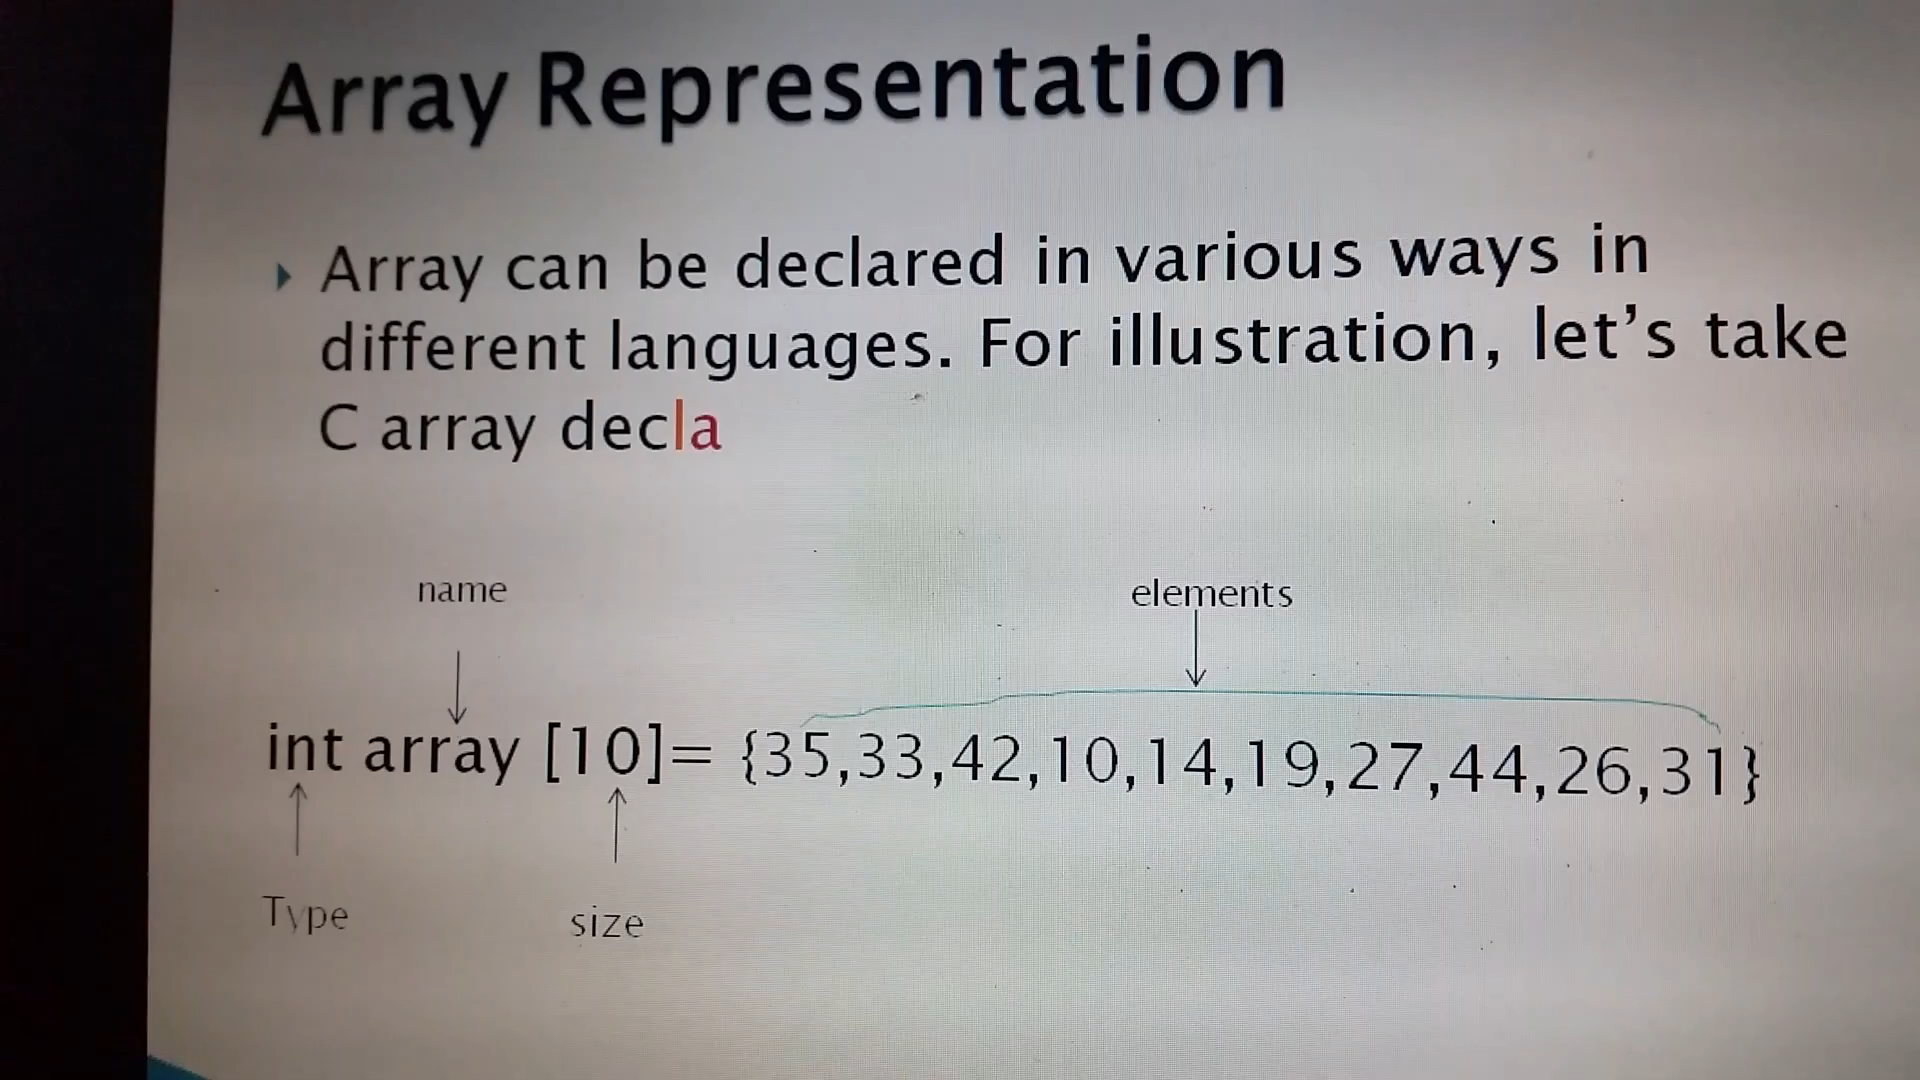 Array Representation
Array can be declared in various ways in
different languages. For illustration, let's take
C array decla
name
elements
int array [10]= {35,33,42,10,14,19,27,44,26,31}
Type
size